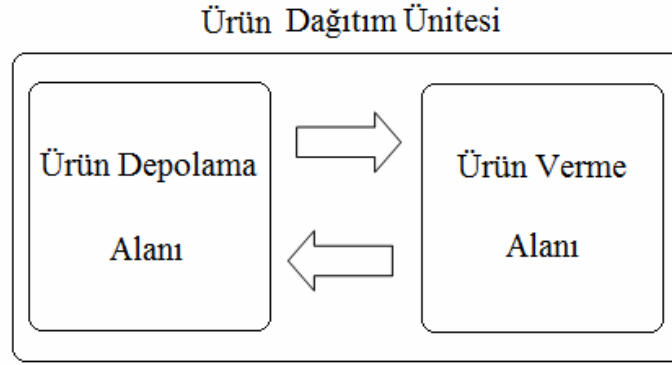 Ürün Dağıtım Ünitesi
Ürün Depolama
Alanı
Ürün Verme
Alanı